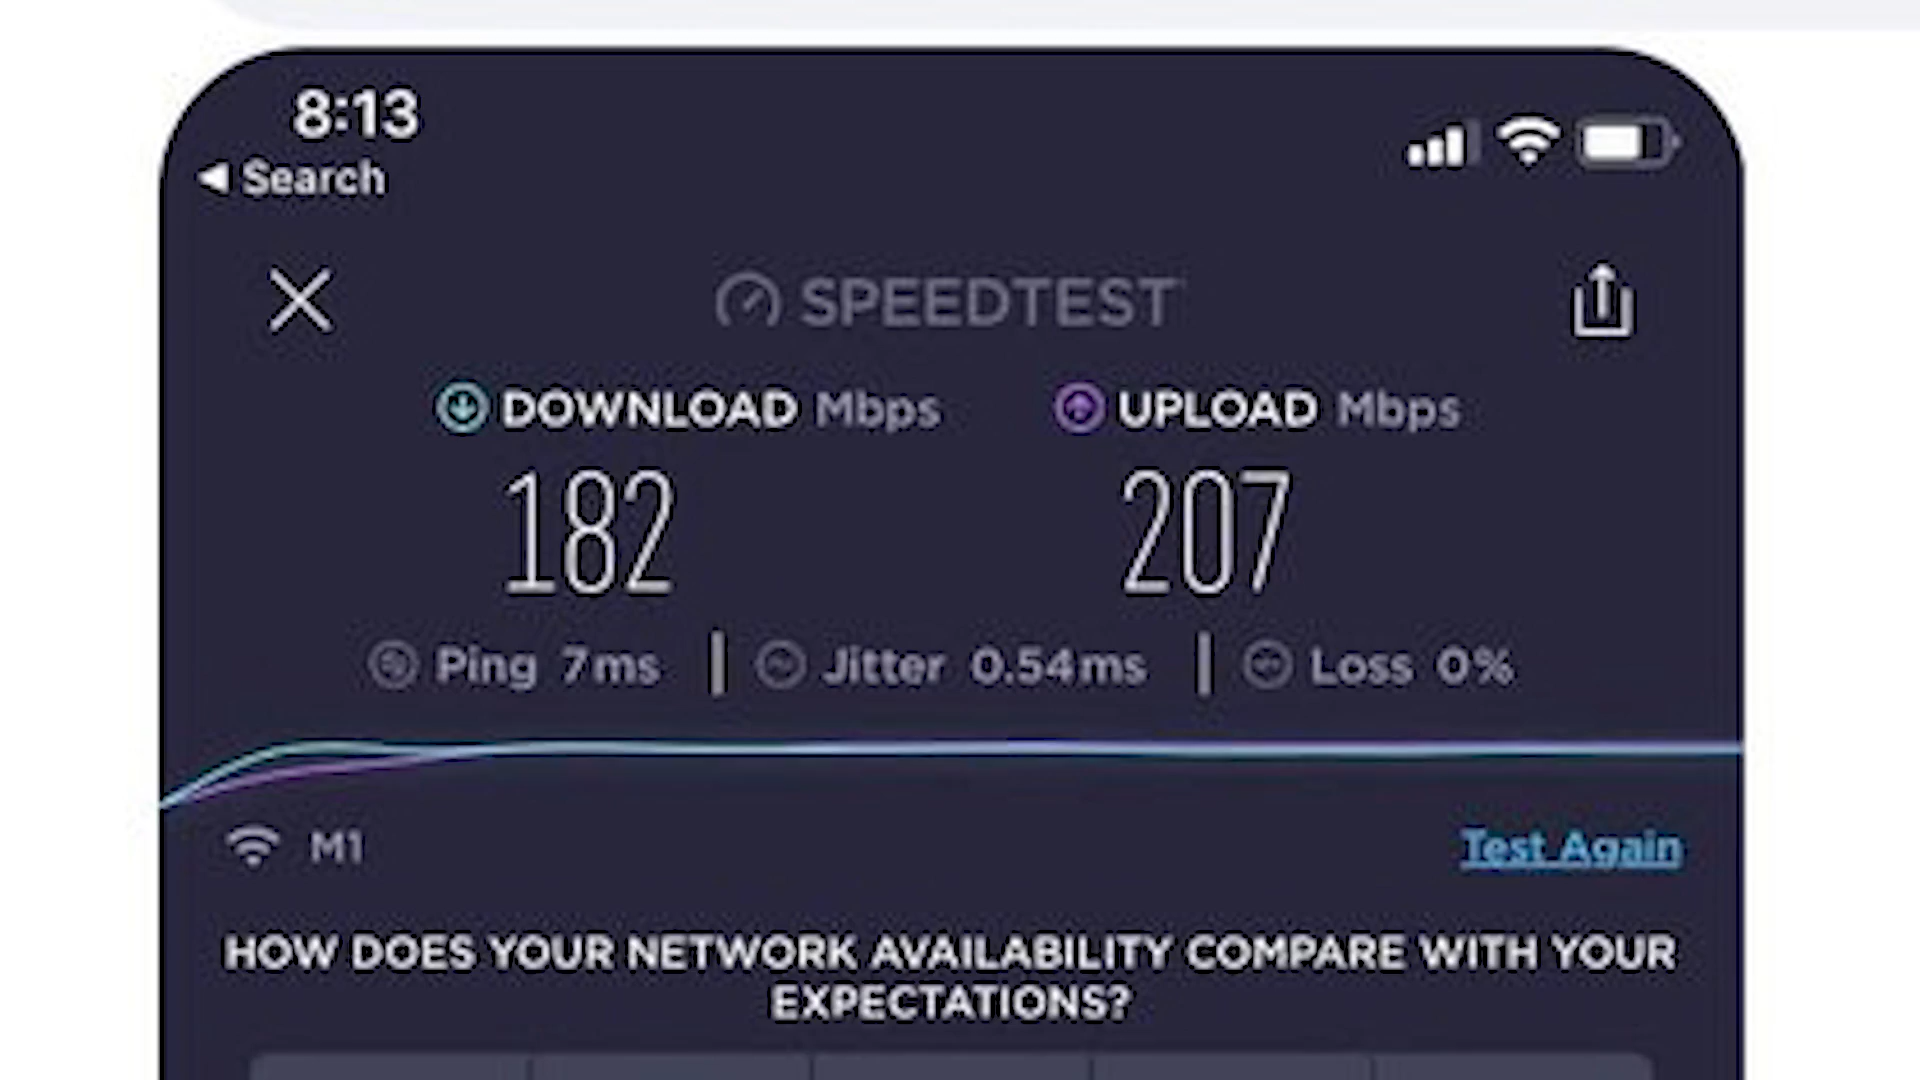 8:13
◀ Search
SPEEDTEST
DOWNLOAD Mbps UPLOAD Mbps
182 207
Ping 7ms | Jitter 0.54ms | Loss 0%
M1 Test Again
HOW DOES YOUR NETWORK AVAILABILITY COMPARE WITH YOUR
EXPECTATIONS?